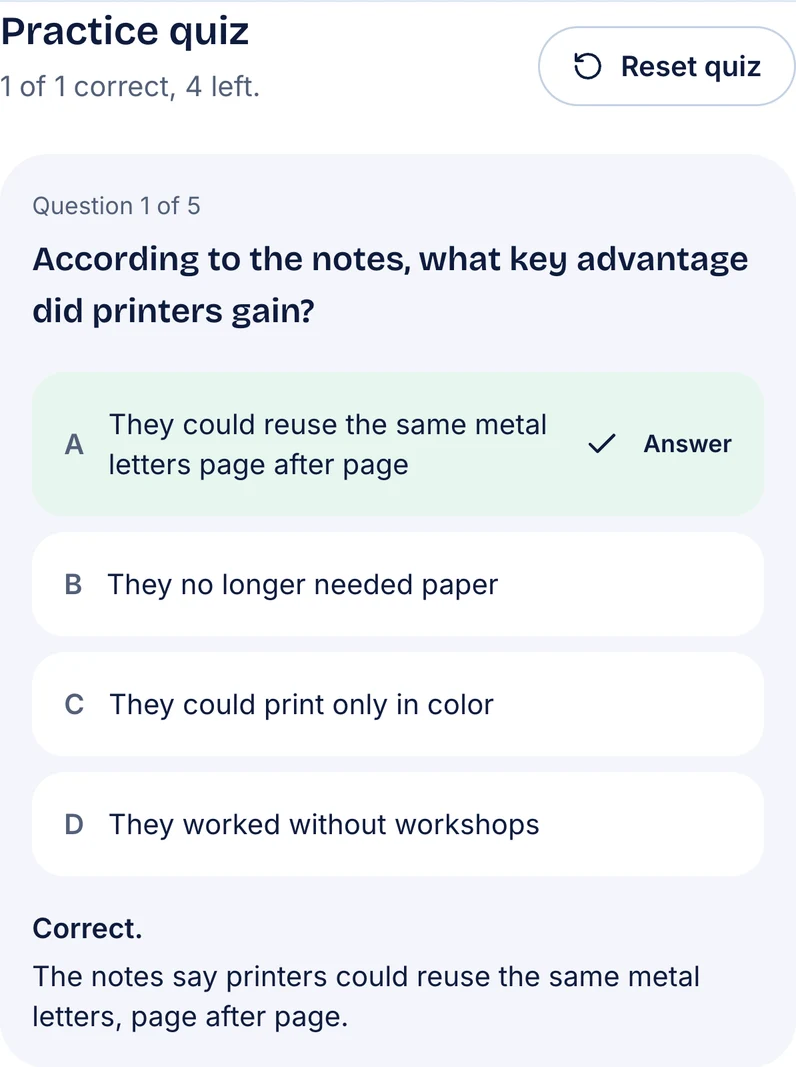 Practice quiz
1 of 1 correct, 4 left.
Reset quiz
Question 1 of 5
According to the notes, what key advantage
did printers gain?
A They could reuse the same metal
letters page after page
Answer
B They no longer needed paper
C They could print only in color
D They worked without workshops
Correct.
The notes say printers could reuse the same metal
letters, page after page.